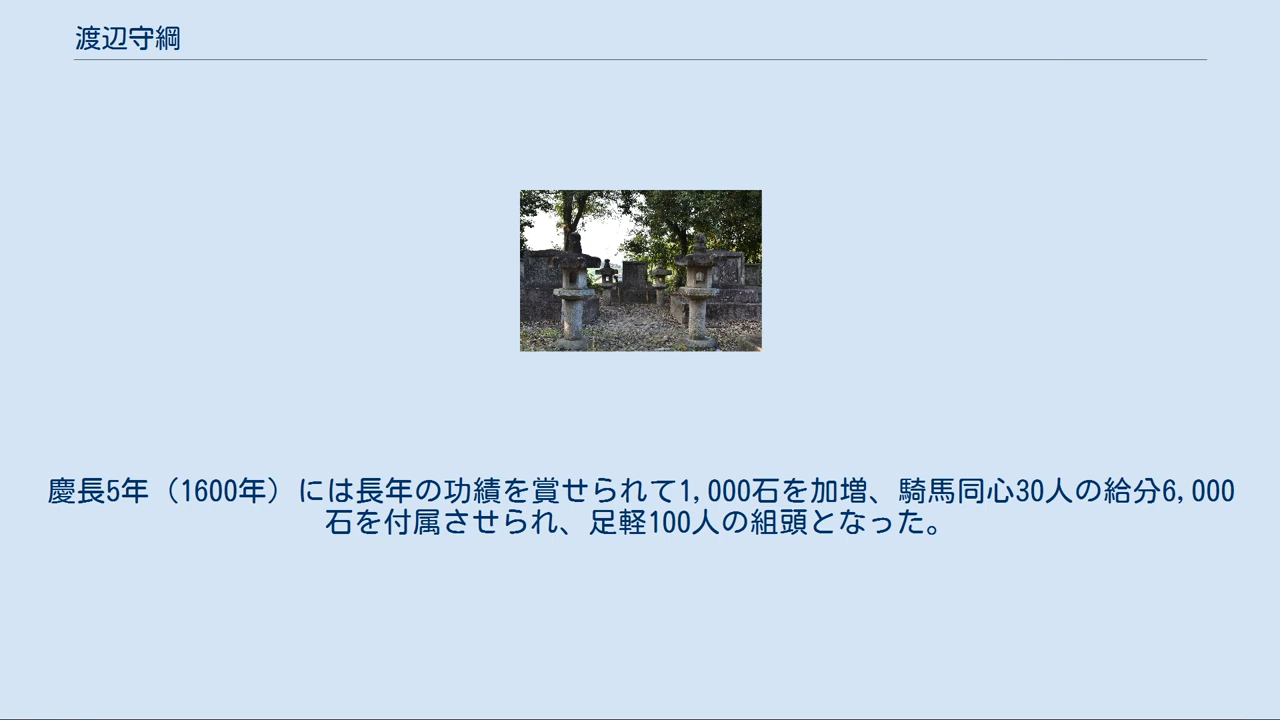 渡辺守綱
慶長5年（1600年）には長年の功績を賞せられて1,000石を加増、騎馬同心30人の給分6,000
石を付属させられ、足軽100人の組頭となった。